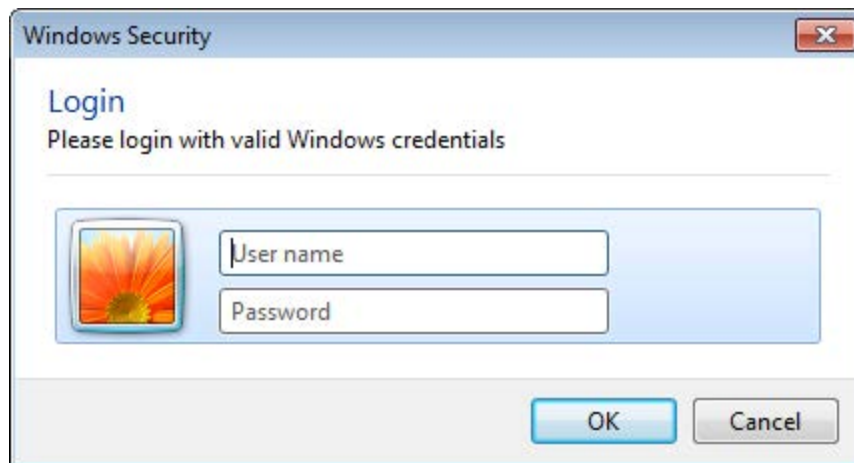 Windows Security
Login
Please login with valid Windows credentials
User name
Password
OK
Cancel